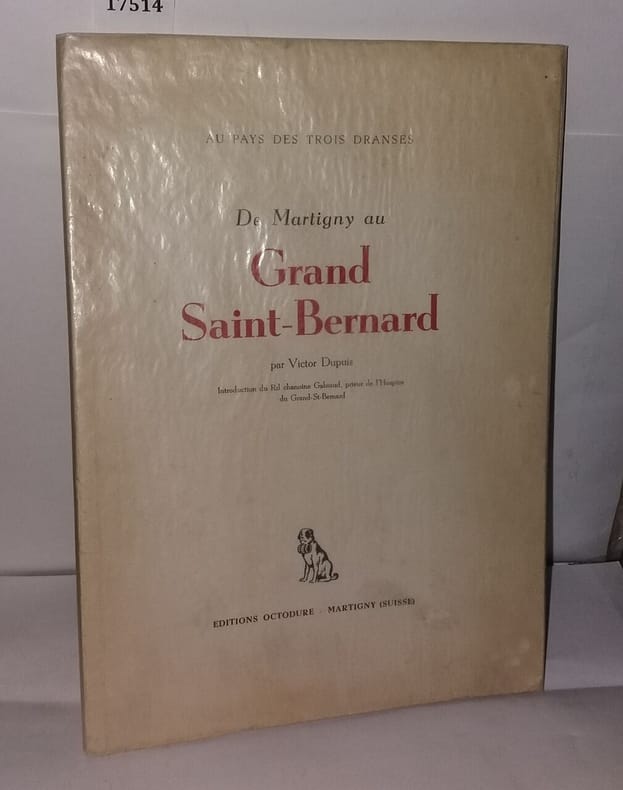 17514
AU PAYS DES TROIS DRANSES
De Martigny au
Grand
Saint-Bernard
par Victor Dupuis
Introduction du Rd chanoine Gabioud, prieur de l'Hospice
du Grand-St-Bernard
EDITIONS OCTODURE - MARTIGNY (SUISSE)